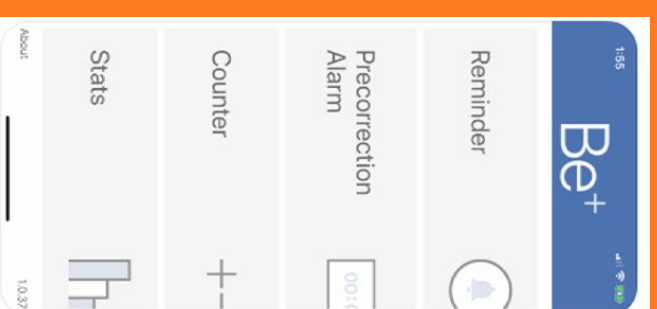 1:55
Be+
Reminder
Precorrection
Alarm
Counter
+-
Stats
About
1.0.37